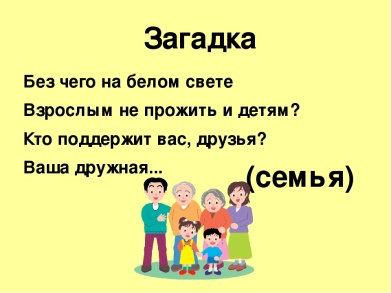 Загадка
Без чего на белом свете
Взрослым не прожить и детям?
Кто поддержит вас, друзья?
Ваша дружная...
(семья)